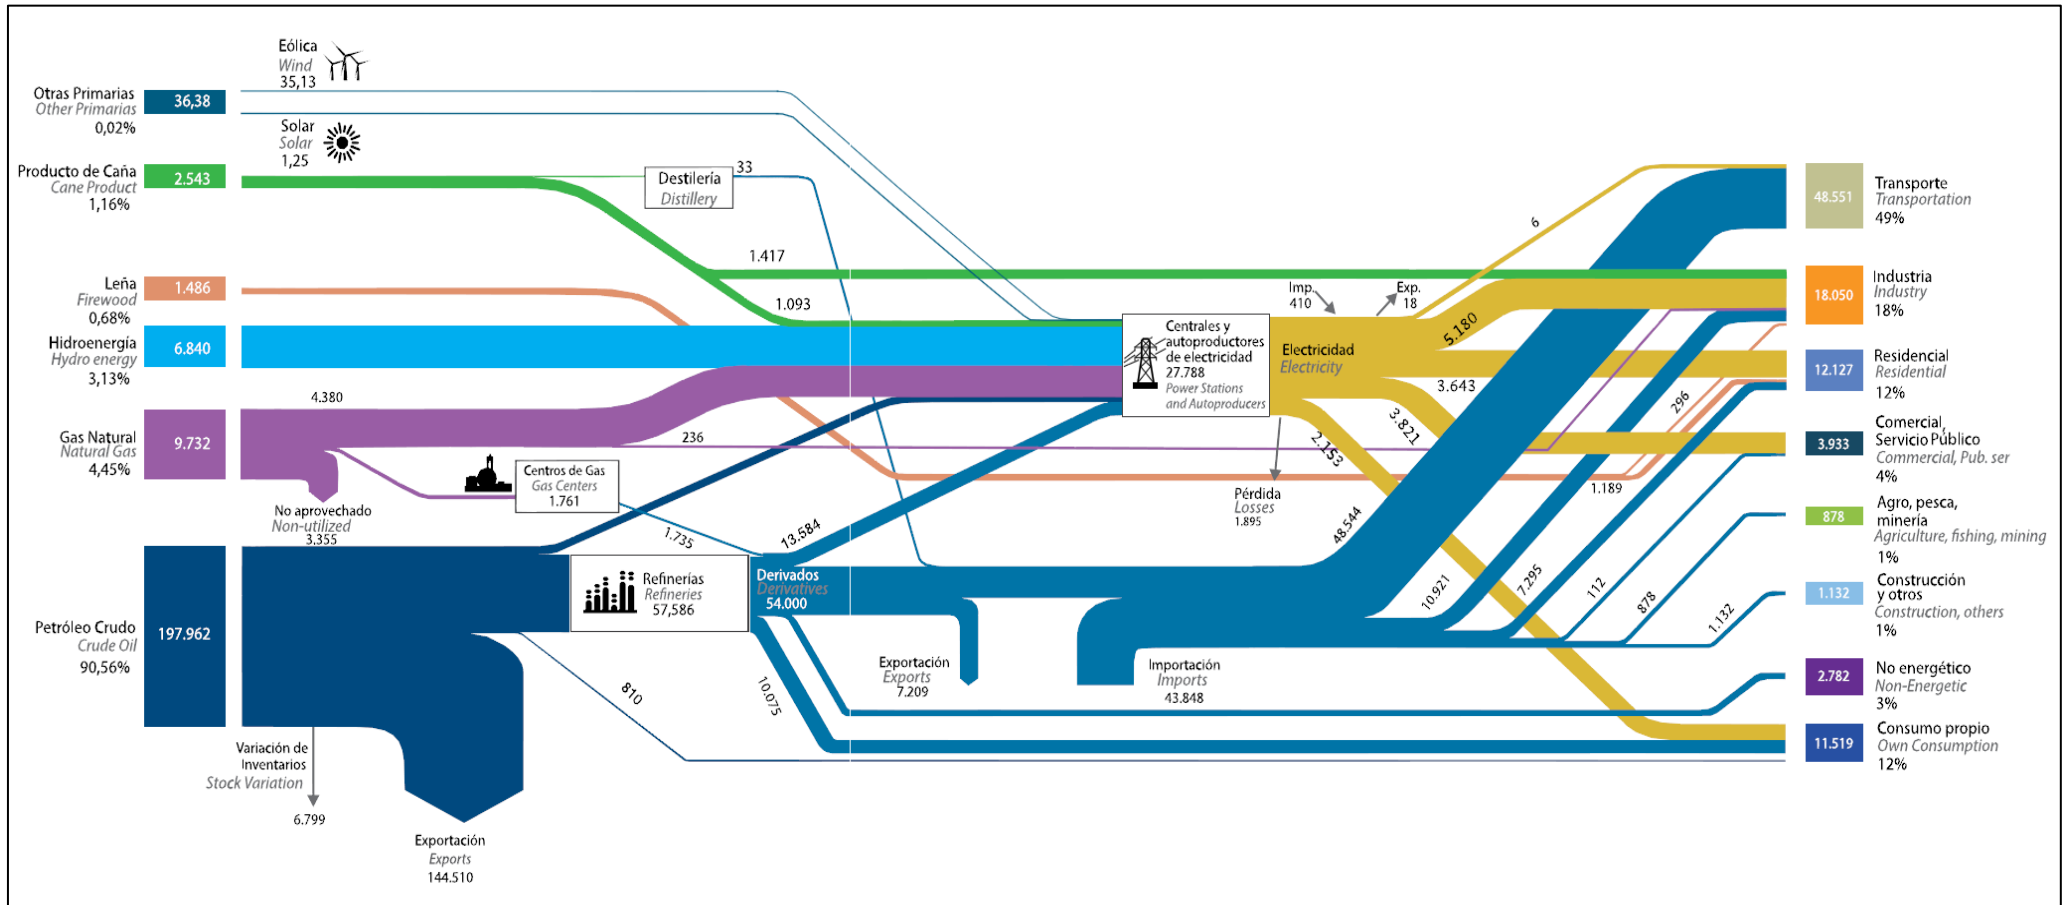 Eólica
Wind
35,13
Otras Primarias
Other Primarias
0,02%
36,38
Solar
Solar
1,25
Producto de Caña
Cane Product
1,16%
2.543
Destilería
Distillery
33
1.417
1.093
Leña
Firewood
0,68%
1.486
Hidroenergía
Hydro energy
3,13%
6.840
4.380
Gas Natural
Natural Gas
4,45%
9.732
236
Centros de Gas
Gas Centers
1.761
No aprovechado
Non-utilized
3.355
1.735
Petróleo Crudo
Crude Oil
90,56%
197.962
Refinerías
Refineries
57,586
Derivados
Derivatives
54.000
13.584
810
10.075
Variación de
Inventarios
Stock Variation
6.799
Exportación
Exports
144.510
Exportación
Exports
7.209
Importación
Imports
43.848
Centrales y
autoproductores
de electricidad
27.788
Power Stations
and Autoproducers
Imp.
410
Exp.
18
Electricidad
Electricity
Pérdida
Losses
1.895
6
5.180
3.643
3.821
2.153
48.544
10.921
7.295
112
878
1.132
296
1.189
48.551
Transporte
Transportation
49%
18.050
Industria
Industry
18%
12.127
Residencial
Residential
12%
3.933
Comercial,
Servicio Público
Commercial, Pub. ser
4%
878
Agro, pesca,
minería
Agriculture, fishing, mining
1%
1.132
Construcción
y otros
Construction, others
1%
2.782
No energético
Non-Energetic
3%
11.519
Consumo propio
Own Consumption
12%